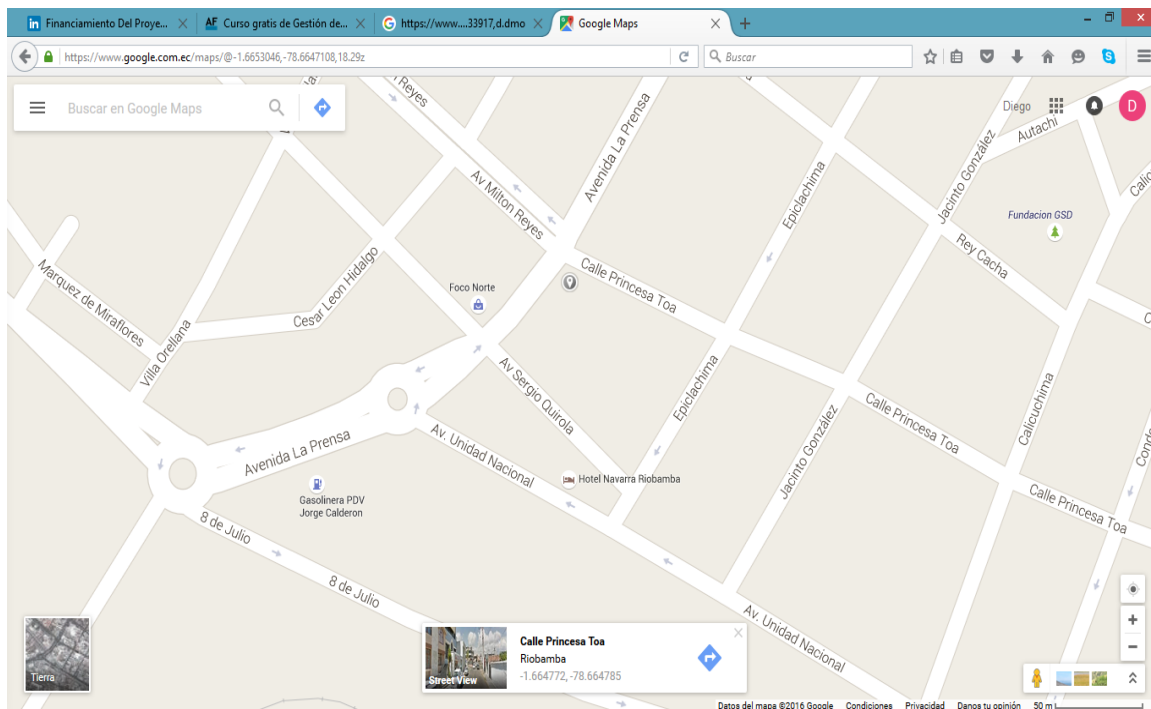 Financiamiento Del Proye...
AF Curso gratis de Gestión de...
https://www....33917,d.dmo
Google Maps
https://www.google.com.ec/maps/@-1.6653046,-78.6647108,18.29z
Buscar
Buscar en Google Maps
Diego
D
Reyes
Avenida La Prensa
Autachi
Jacinto González
Epiclachima
Av Milton Reyes
Fundacion GSD
Rey Cacha
Calle Princesa Toa
Marquez de Miraflores
Cesar Leon Hidalgo
Foco Norte
Villa Orellana
Av Sergio Quirola
Epiclachima
Calle Princesa Toa
Calicuchima
Avenida La Prensa
Av. Unidad Nacional
Jacinto González
Hotel Navarra Riobamba
Gasolinera PDV
Jorge Calderon
Calle Princesa Toa
8 de Julio
8 de Julio
Av. Unidad Nacional
Tierra
Street View
Calle Princesa Toa
Riobamba
-1.664772, -78.664785
Datos del mapa ©2016 Google Condiciones Privacidad Danos tu opinión 50 m